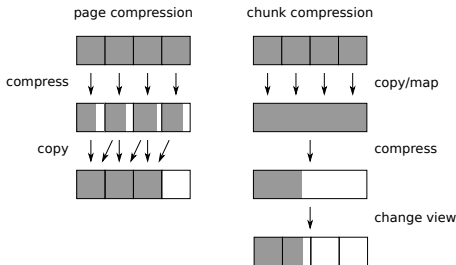 page compression
chunk compression
compress
copy/map
copy
compress
change view